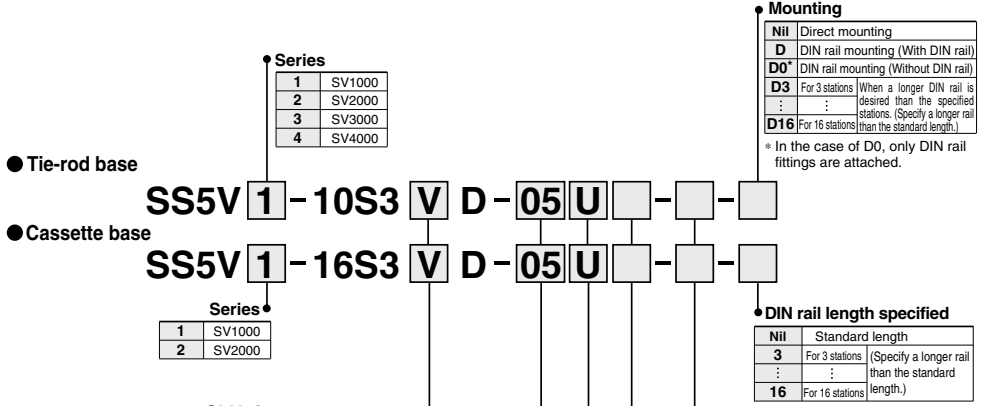 Mounting
Nil Direct mounting
D DIN rail mounting (With DIN rail)
D0* DIN rail mounting (Without DIN rail)
D3 For 3 stations When a longer DIN rail is
⋮ ⋮ desired than the specified
stations. (Specify a longer rail
D16 For 16 stations than the standard length.)
* In the case of D0, only DIN rail
fittings are attached.
Series
1 SV1000
2 SV2000
3 SV3000
4 SV4000
● Tie-rod base
SS5V 1 - 10S3 V D - 05 U - -
● Cassette base
SS5V 1 - 16S3 V D - 05 U - -
Series
1 SV1000
2 SV2000
DIN rail length specified
Nil Standard length
3 For 3 stations (Specify a longer rail
⋮ ⋮ than the standard
16 For 16 stations length.)